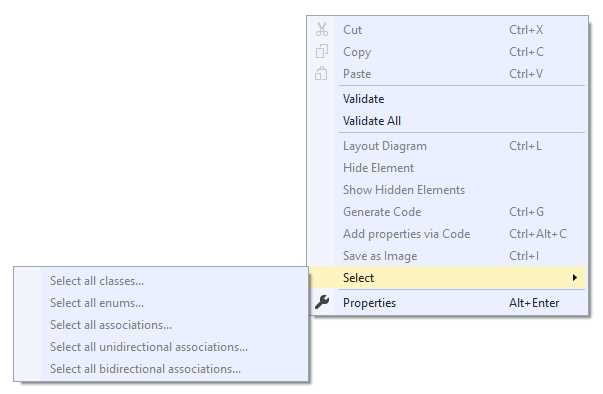 Cut Ctrl+X
Copy Ctrl+C
Paste Ctrl+V
Validate
Validate All
Layout Diagram Ctrl+L
Hide Element
Show Hidden Elements
Generate Code Ctrl+G
Add properties via Code Ctrl+Alt+C
Save as Image Ctrl+I
Select
Properties Alt+Enter
Select all classes...
Select all enums...
Select all associations...
Select all unidirectional associations...
Select all bidirectional associations...